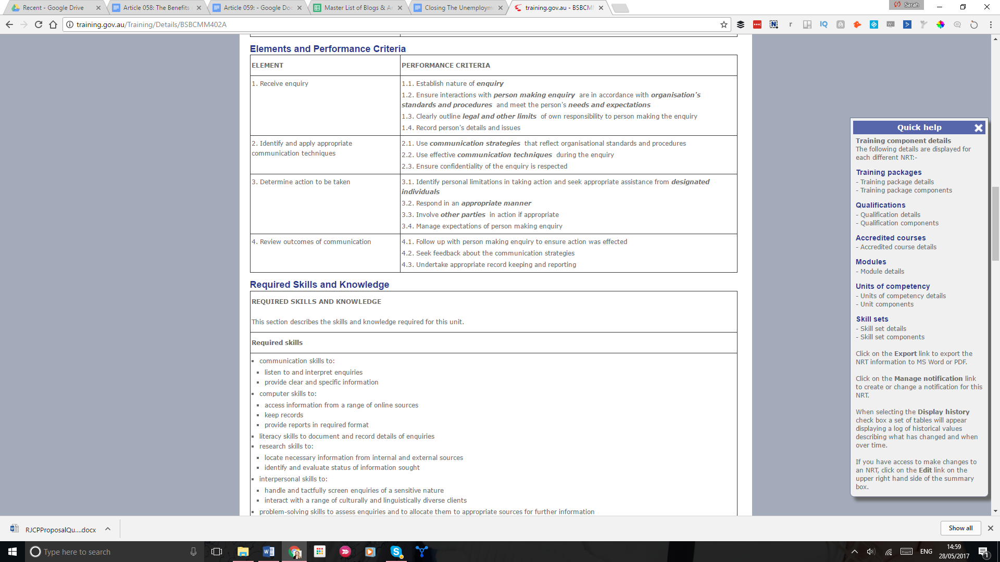 Recent - Google Drive
Article 058: The Benefits
Article 059: - Google Doc
Master List of Blogs & Ar
Closing The Unemploym
training.gov.au - BSBCMM
Sarah
training.gov.au/Training/Details/BSBCMM402A
Elements and Performance Criteria
ELEMENT
PERFORMANCE CRITERIA
1. Receive enquiry
1.1. Establish nature of enquiry
1.2. Ensure interactions with person making enquiry are in accordance with organisation's
standards and procedures and meet the person's needs and expectations
1.3. Clearly outline legal and other limits of own responsibility to person making the enquiry
1.4. Record person's details and issues
2. Identify and apply appropriate
communication techniques
2.1. Use communication strategies that reflect organisational standards and procedures
2.2. Use effective communication techniques during the enquiry
2.3. Ensure confidentiality of the enquiry is respected
3. Determine action to be taken
3.1. Identify personal limitations in taking action and seek appropriate assistance from designated
individuals
3.2. Respond in an appropriate manner
3.3. Involve other parties in action if appropriate
3.4. Manage expectations of person making enquiry
4. Review outcomes of communication
4.1. Follow up with person making enquiry to ensure action was effected
4.2. Seek feedback about the communication strategies
4.3. Undertake appropriate record keeping and reporting
Required Skills and Knowledge
REQUIRED SKILLS AND KNOWLEDGE
This section describes the skills and knowledge required for this unit.
Required skills
communication skills to:
listen to and interpret enquiries
provide clear and specific information
computer skills to:
access information from a range of online sources
keep records
provide reports in required format
literacy skills to document and record details of enquiries
research skills to:
locate necessary information from internal and external sources
identify and evaluate status of information sought
interpersonal skills to:
handle and tactfully screen enquiries of a sensitive nature
interact with a range of culturally and linguistically diverse clients
problem-solving skills to assess enquiries and to allocate them to appropriate sources for further information
Quick help
Training component details
The following details are displayed for
each different NRT:-
Training packages
- Training package details
- Training package components
Qualifications
- Qualification details
- Qualification components
Accredited courses
- Accredited course details
Modules
- Module details
Units of competency
- Units of competency details
- Unit components
Skill sets
- Skill set details
- Skill set components
Click on the Export link to export the
NRT information to MS Word or PDF.
Click on the Manage notification link
to create or change a notification for this
NRT.
When selecting the Display history
check box a set of tables will appear
displaying a log of historical values
describing what has changed and when
over time.
If you have access to make changes to
an NRT, click on the Edit link on the
upper right hand side of the summary
box.
RJCPProposalQu....docx
Show all
Type here to search
ENG
14:59
28/05/2017
1